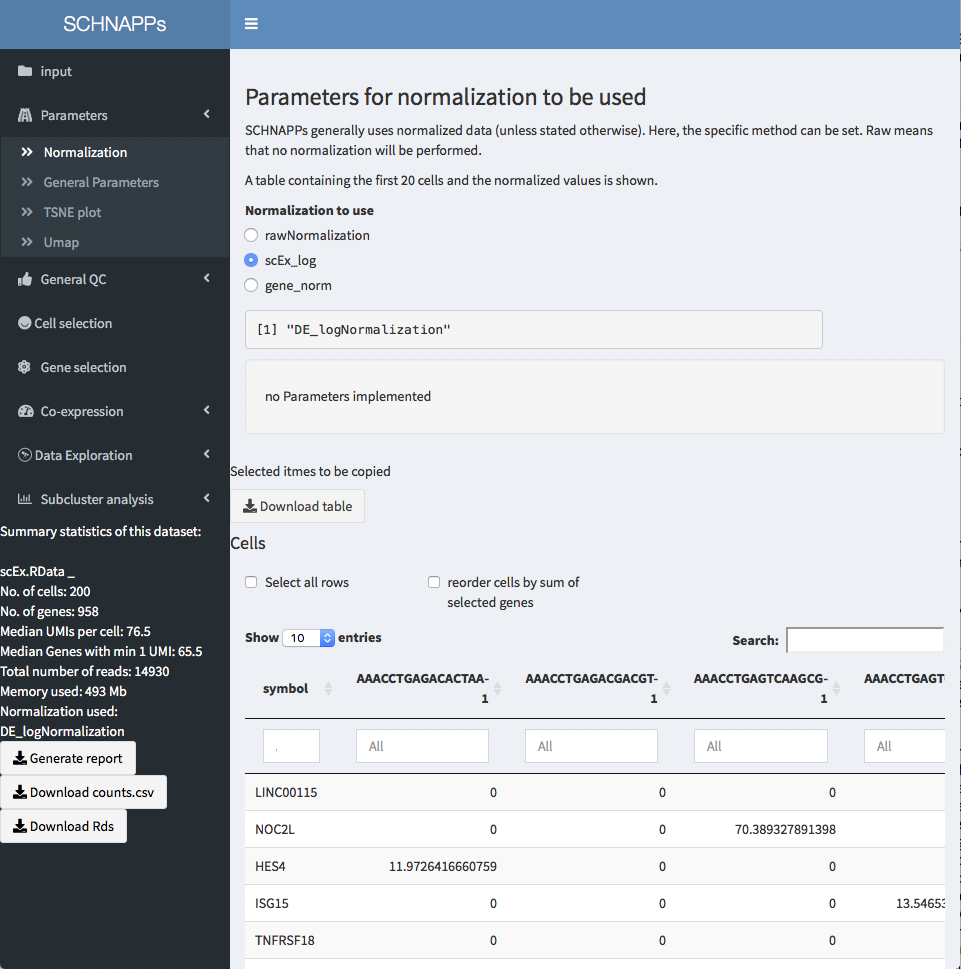 SCHNAPPs
input
Parameters
Normalization
General Parameters
TSNE plot
Umap
General QC
Cell selection
Gene selection
Co-expression
Data Exploration
Subcluster analysis
Summary statistics of this dataset:
scEx.RData _
No. of cells: 200
No. of genes: 958
Median UMIs per cell: 76.5
Median Genes with min 1 UMI: 65.5
Total number of reads: 14930
Memory used: 493 Mb
Normalization used:
DE_logNormalization
Generate report
Download counts.csv
Download Rds
Parameters for normalization to be used
SCHNAPPs generally uses normalized data (unless stated otherwise). Here, the specific method can be set. Raw means
that no normalization will be performed.
A table containing the first 20 cells and the normalized values is shown.
Normalization to use
rawNormalization
scEx_log
gene_norm
[1] "DE_logNormalization"
no Parameters implemented
Selected itmes to be copied
Download table
Cells
Select all rows
reorder cells by sum of
selected genes
Show 10 entries
Search:
symbol AAACCTGAGACACTAA-1 AAACCTGAGACGACGT-1 AAACCTGAGTCAAGCG-1 AAACCTGAGT
. All All All All
LINC00115 0 0 0
NOC2L 0 0 70.389327891398
HES4 11.9726416660759 0 0
ISG15 0 0 0 13.54653
TNFRSF18 0 0 0